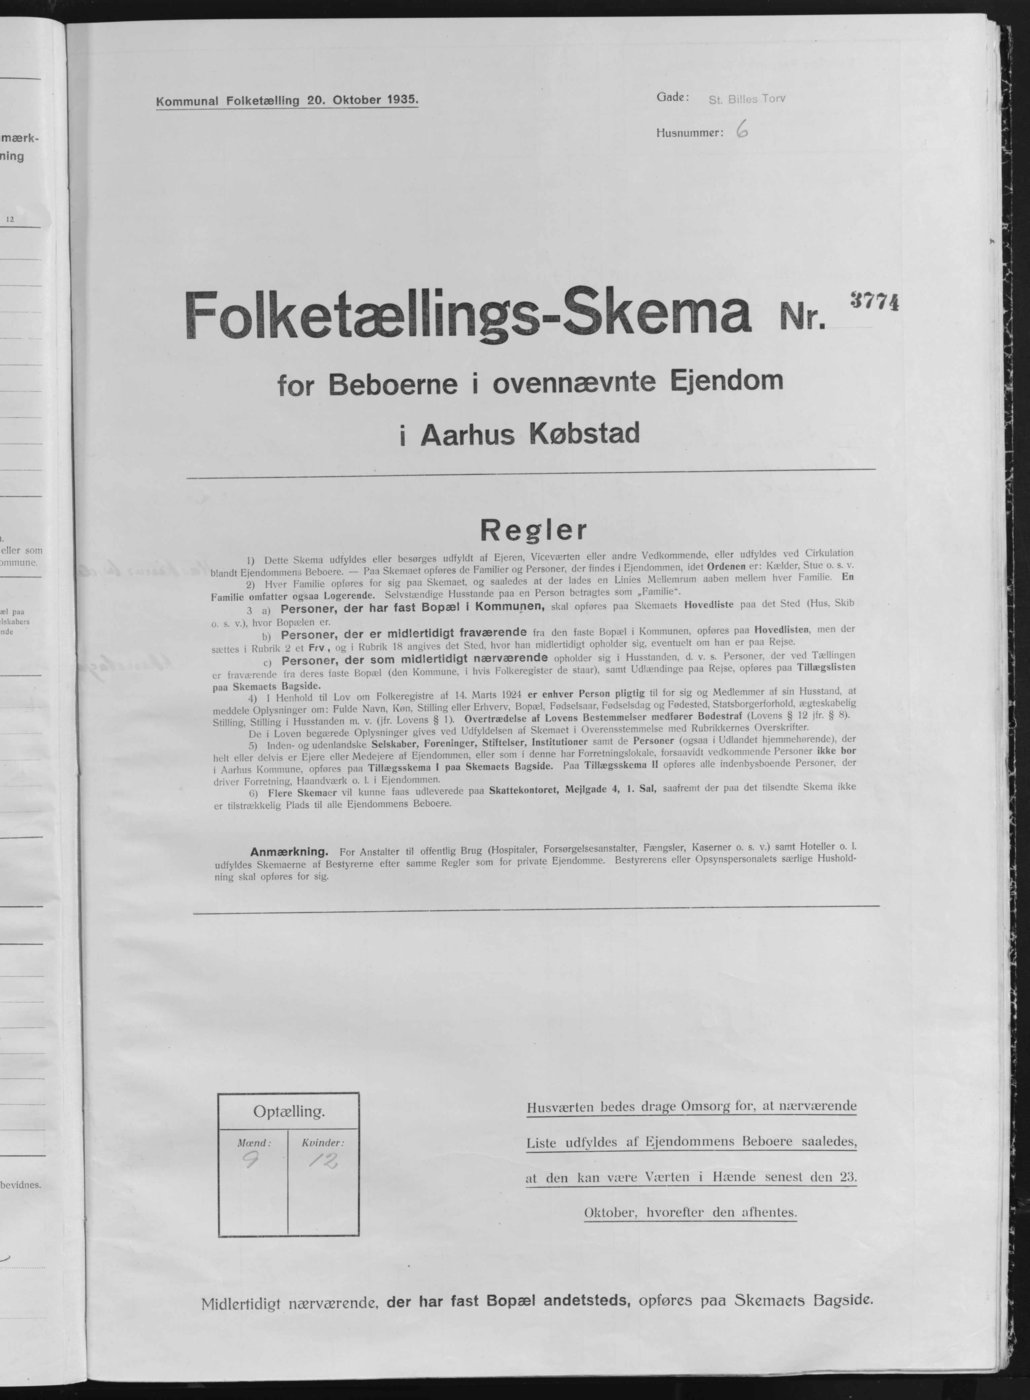 mærk-
ning
12
eller som
ommune.
æl paa
elskabers
nde
bevidnes.
Kommunal Folketælling 20. Oktober 1935.
Gade: St. Billes Torv
Husnummer: 6
Folketællings-Skema Nr. 3774
for Beboerne i ovennævnte Ejendom
i Aarhus Købstad
Regler
1) Dette Skema udfyldes eller besørges udfyldt af Ejeren, Viceværten eller andre Vedkommende, eller udfyldes ved Cirkulation
blandt Ejendommens Beboere. — Paa Skemaet opføres de Familier og Personer, der findes i Ejendommen, idet Ordenen er: Kælder, Stue o. s. v.
2) Hver Familie opføres for sig paa Skemaet, og saaledes at der lades en Linies Mellemrum aaben mellem hver Familie. En
Familie omfatter ogsaa Logerende. Selvstændige Husstande paa en Person betragtes som „Familie“.
3 a) Personer, der har fast Bopæl i Kommunen, skal opføres paa Skemaets Hovedliste paa det Sted (Hus, Skib
o. s. v.), hvor Bopælen er.
b) Personer, der er midlertidigt fraværende fra den faste Bopæl i Kommunen, opføres paa Hovedlisten, men der
sættes i Rubrik 2 et Frv., og i Rubrik 18 angives det Sted, hvor han midlertidigt opholder sig, eventuelt om han er paa Rejse.
c) Personer, der som midlertidigt nærværende opholder sig i Husstanden, d. v. s. Personer, der ved Tællingen
er fraværende fra deres faste Bopæl (den Kommune, i hvis Folkeregister de staar), samt Udlændinge paa Rejse, opføres paa Tillægslisten
paa Skemaets Bagside.
4) I Henhold til Lov om Folkeregistre af 14. Marts 1924 er enhver Person pligtig til for sig og Medlemmer af sin Husstand, at
meddele Oplysninger om: Fulde Navn, Køn, Stilling eller Erhverv, Bopæl, Fødselsaar, Fødselsdag og Fødested, Statsborgerforhold, ægteskabelig
Stilling, Stilling i Husstanden m. v. (jfr. Lovens § 1). Overtrædelse af Lovens Bestemmelser medfører Bødestraf (Lovens § 12 jfr. § 8).
De i Loven begærede Oplysninger gives ved Udfyldelsen af Skemaet i Overensstemmelse med Rubrikkernes Overskrifter.
5) Inden- og udenlandske Selskaber, Foreninger, Stiftelser, Institutioner samt de Personer (ogsaa i Udlandet hjemmehørende), der
helt eller delvis er Ejere eller Medejere af Ejendommen, eller som i denne har Forretningslokale, forsaavidt vedkommende Personer ikke bor
i Aarhus Kommune, opføres paa Tillægsskema I paa Skemaets Bagside. Paa Tillægsskema II opføres alle indenbysboende Personer, der
driver Forretning, Haandværk o. l. i Ejendommen.
6) Flere Skemaer vil kunne faas udleverede paa Skattekontoret, Mejlgade 4, 1. Sal, saafremt der paa det tilsendte Skema ikke
er tilstrækkelig Plads til alle Ejendommens Beboere.
Anmærkning. For Anstalter til offentlig Brug (Hospitaler, Forsørgelsesanstalter, Fængsler, Kaserner o. s. v.) samt Hoteller o. l.
udfyldes Skemaerne af Bestyrerne efter samme Regler som for private Ejendomme. Bestyrerens eller Opsynspersonalets særlige Hushold-
ning skal opføres for sig.
Optælling.
Mænd: Kvinder:
9 12
Husværten bedes drage Omsorg for, at nærværende
Liste udfyldes af Ejendommens Beboere saaledes,
at den kan være Værten i Hænde senest den 23.
Oktober, hvorefter den afhentes.
Midlertidigt nærværende, der har fast Bopæl andetsteds, opføres paa Skemaets Bagside.